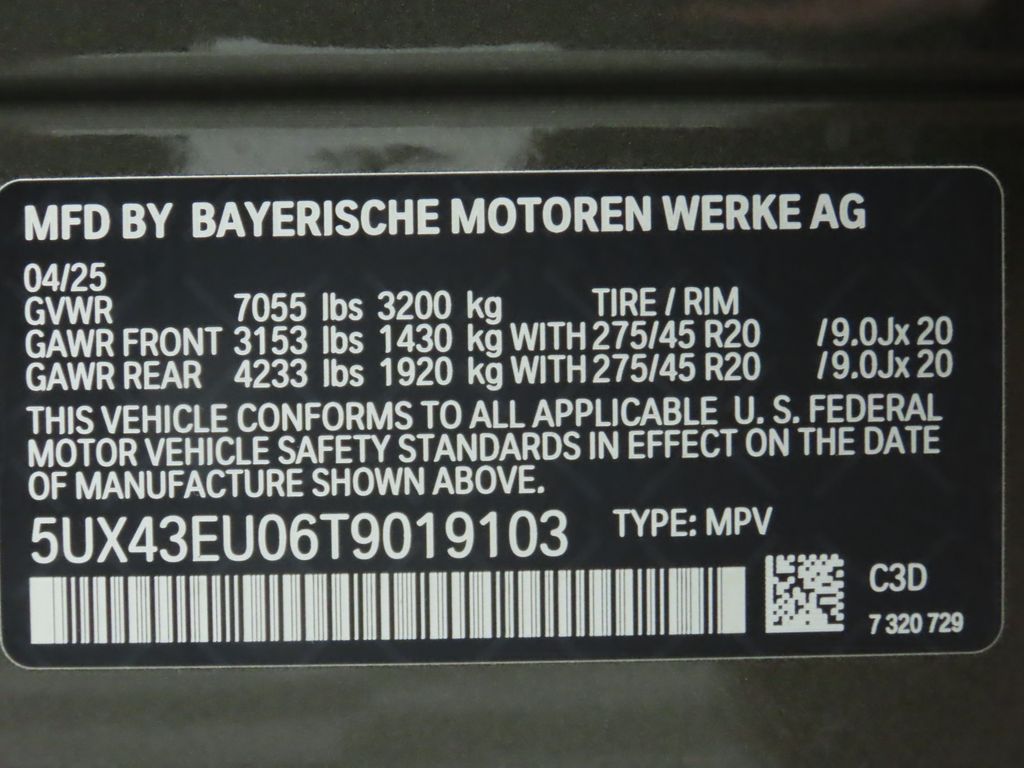 MFD BY BAYERISCHE MOTOREN WERKE AG
04/25
GVWR 7055 lbs 3200 kg TIRE / RIM
GAWR FRONT 3153 lbs 1430 kg WITH 275/45 R20 /9.0Jx 20
GAWR REAR 4233 lbs 1920 kg WITH 275/45 R20 /9.0Jx 20
THIS VEHICLE CONFORMS TO ALL APPLICABLE U. S. FEDERAL
MOTOR VEHICLE SAFETY STANDARDS IN EFFECT ON THE DATE
OF MANUFACTURE SHOWN ABOVE.
5UX43EU06T9019103 TYPE: MPV
C3D
7 320 729